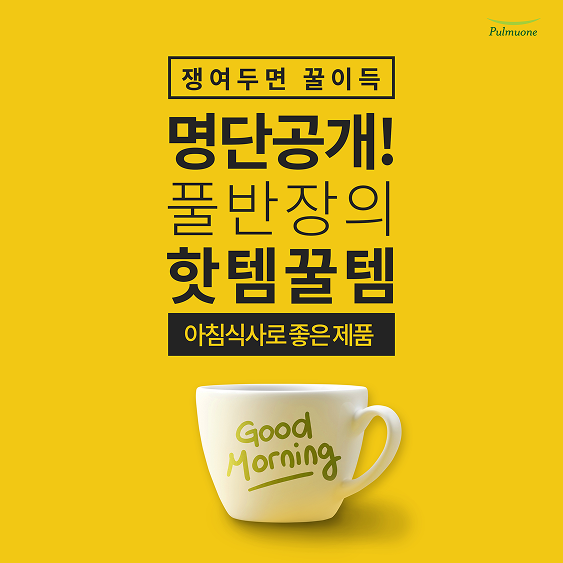 Pulmuone
쟁여두면 꿀이득
명단공개!
풀반장의
핫템꿀템
아침식사로 좋은 제품
Good
Morning